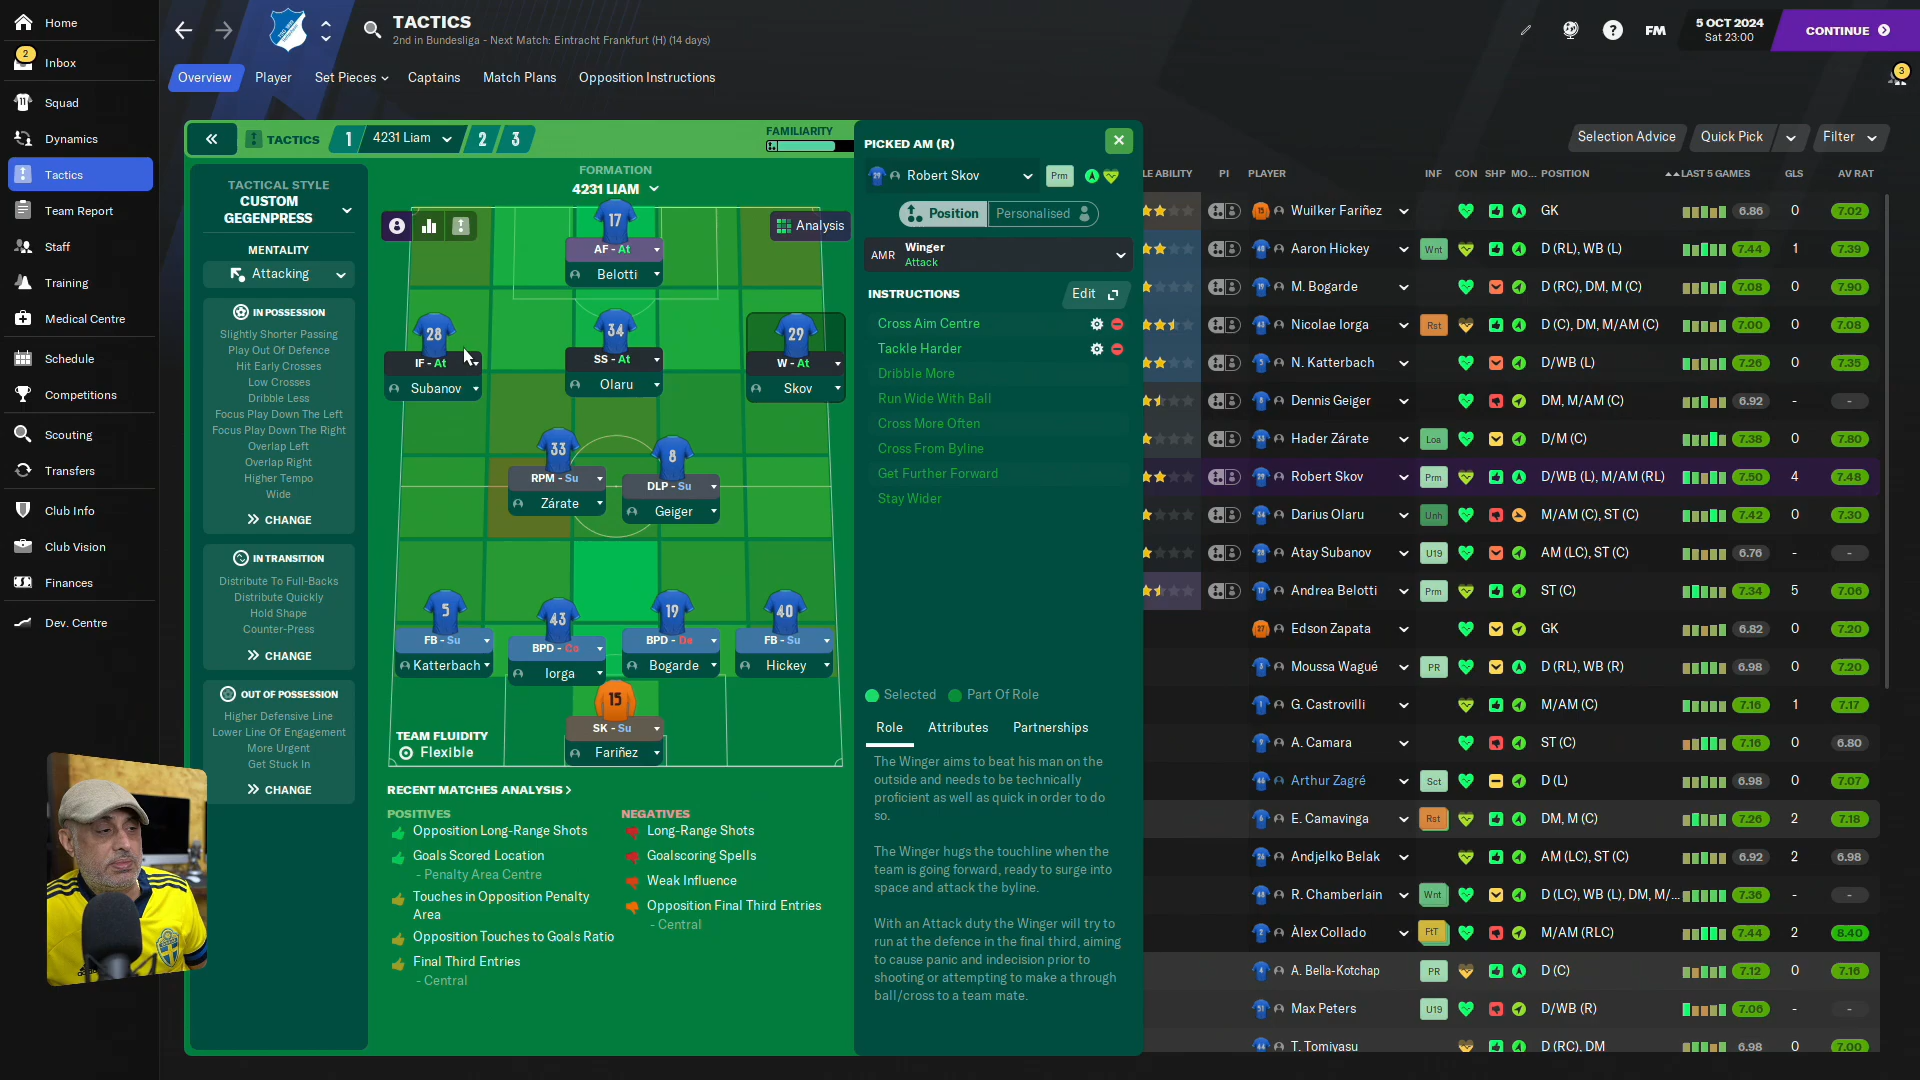 Home
2
Inbox
Squad
Dynamics
Tactics
Team Report
Staff
Training
Medical Centre
Schedule
Competitions
Scouting
Transfers
Club Info
Club Vision
Finances
Dev. Centre
TACTICS
2nd in Bundesliga - Next Match: Eintracht Frankfurt (H) (14 days)
FM
5 OCT 2024
Sat 23:00
CONTINUE
3
Overview
Player
Set Pieces
Captains
Match Plans
Opposition Instructions
TACTICS
1
4231 Liam
2
3
FAMILIARITY
TACTICAL STYLE
CUSTOM
GEGENPRESS
MENTALITY
Attacking
IN POSSESSION
Slightly Shorter Passing
Play Out Of Defence
Hit Early Crosses
Low Crosses
Dribble Less
Focus Play Down The Left
Focus Play Down The Right
Overlap Left
Overlap Right
Higher Tempo
Wide
CHANGE
IN TRANSITION
Distribute To Full-Backs
Distribute Quickly
Hold Shape
Counter-Press
CHANGE
OUT OF POSSESSION
Higher Defensive Line
Lower Line Of Engagement
More Urgent
Get Stuck In
CHANGE
FORMATION
4231 LIAM
Analysis
17
AF - At
Belotti
28
IF - At
Subanov
34
SS - At
Olaru
29
W - At
Skov
33
RPM - Su
Zárate
8
DLP - Su
Geiger
5
FB - Su
Katterbach
43
BPD - Co
Iorga
19
BPD - De
Bogarde
40
FB - Su
Hickey
15
SK - Su
Fariñez
TEAM FLUIDITY
Flexible
RECENT MATCHES ANALYSIS >
POSITIVES
Opposition Long-Range Shots
Goals Scored Location
- Penalty Area Centre
Touches in Opposition Penalty
Area
Opposition Touches to Goals Ratio
Final Third Entries
- Central
NEGATIVES
Long-Range Shots
Goalscoring Spells
Weak Influence
Opposition Final Third Entries
- Central
PICKED AM (R)
Robert Skov
Prm
Position
Personalised
AMR
Winger
Attack
INSTRUCTIONS
Edit
Cross Aim Centre
Tackle Harder
Dribble More
Run Wide With Ball
Cross More Often
Cross From Byline
Get Further Forward
Stay Wider
Selected
Part Of Role
Role
Attributes
Partnerships
The Winger aims to beat his man on the
outside and needs to be technically
proficient as well as quick in order to do
so.
The Winger hugs the touchline when the
team is going forward, ready to surge into
space and attack the byline.
With an Attack duty the Winger will try to
run at the defence in the final third, aiming
to cause panic and indecision prior to
shooting or attempting to make a through
ball/cross to a team mate.
Selection Advice
Quick Pick
Filter
LE ABILITY PI PLAYER INF CON SHP MO... POSITION LAST 5 GAMES GLS AV RAT
Wuilker Fariñez GK 6.86 0 7.02
Aaron Hickey Wnt D (RL), WB (L) 7.44 1 7.39
M. Bogarde D (RC), DM, M (C) 7.08 0 7.90
Nicolae Iorga Rst D (C), DM, M/AM (C) 7.00 0 7.08
N. Katterbach D/WB (L) 7.26 0 7.35
Dennis Geiger DM, M/AM (C) 6.92 - -
Hader Zárate Loa D/M (C) 7.38 0 7.80
Robert Skov Prm D/WB (L), M/AM (RL) 7.50 4 7.48
Darius Olaru Unh M/AM (C), ST (C) 7.42 0 7.30
Atay Subanov U19 AM (LC), ST (C) 6.76 - -
Andrea Belotti Prm ST (C) 7.34 5 7.06
Edson Zapata GK 6.82 0 7.20
Moussa Wagué PR D (RL), WB (R) 6.98 0 7.20
G. Castrovilli M/AM (C) 7.16 1 7.17
A. Camara ST (C) 7.16 0 6.80
Arthur Zagré Sct D (L) 6.98 0 7.07
E. Camavinga Rst DM, M (C) 7.26 2 7.18
Andjelko Belak AM (LC), ST (C) 6.92 2 6.98
R. Chamberlain Wnt D (LC), WB (L), DM, M/... 7.36 - -
Àlex Collado FtT M/AM (RLC) 7.44 2 8.40
A. Bella-Kotchap PR D (C) 7.12 0 7.16
Max Peters U19 D/WB (R) 7.06 - -
T. Tomiyasu D (RC), DM 6.98 0 7.00